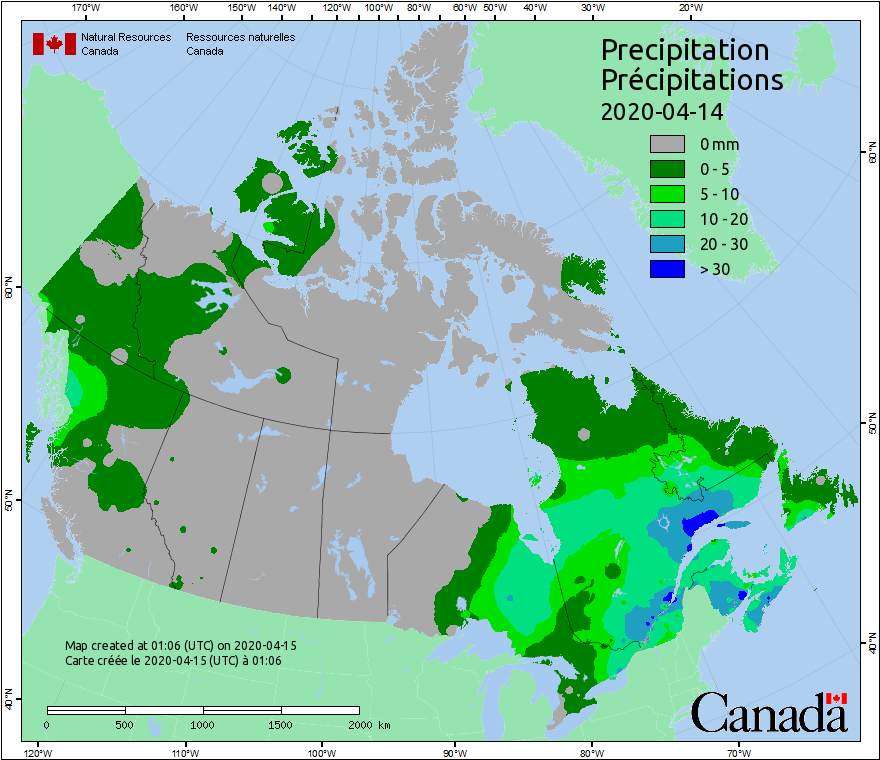 170°W 160°W 150°W 140°W 130°W 120°W 110°W 100°W 90°W 80°W 70°W 60°W 50°W 40°W 30°W 20°W
Natural Resources Ressources naturelles
Canada Canada
Precipitation
Précipitations
2020-04-14
0 mm
0 - 5
5 - 10
10 - 20
20 - 30
> 30
60°N
60°N
50°N
50°N
40°N
40°N
Map created at 01:06 (UTC) on 2020-04-15
Carte créée le 2020-04-15 (UTC) à 01:06
0 500 1000 1500 2000 km
Canada
120°W 110°W 100°W 90°W 80°W 70°W